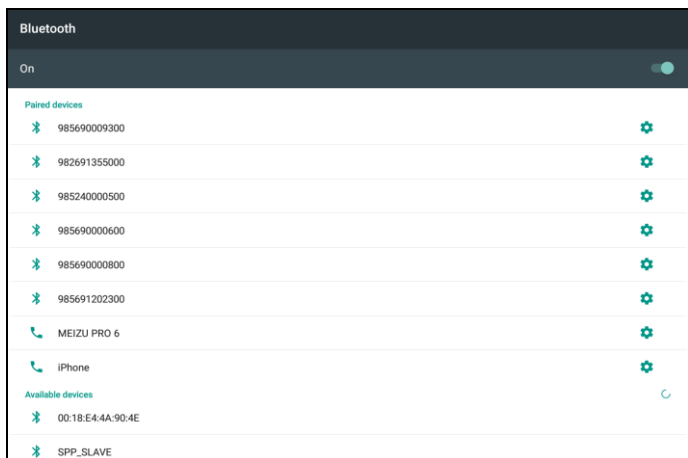 Bluetooth
On
Paired devices
985690009300
982691355000
985240000500
985690000600
985690000800
985691202300
MEIZU PRO 6
iPhone
Available devices
00:18:E4:4A:90:4E
SPP_SLAVE